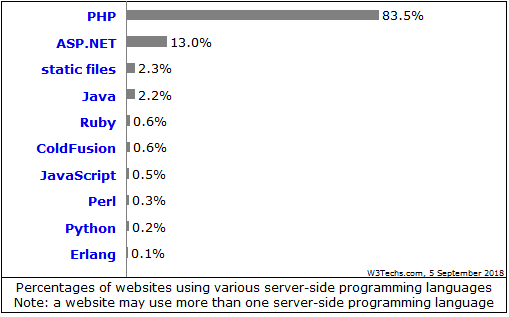 PHP 83.5%
ASP.NET 13.0%
static files 2.3%
Java 2.2%
Ruby 0.6%
ColdFusion 0.6%
JavaScript 0.5%
Perl 0.3%
Python 0.2%
Erlang 0.1%
W3Techs.com, 5 September 2018
Percentages of websites using various server-side programming languages
Note: a website may use more than one server-side programming language